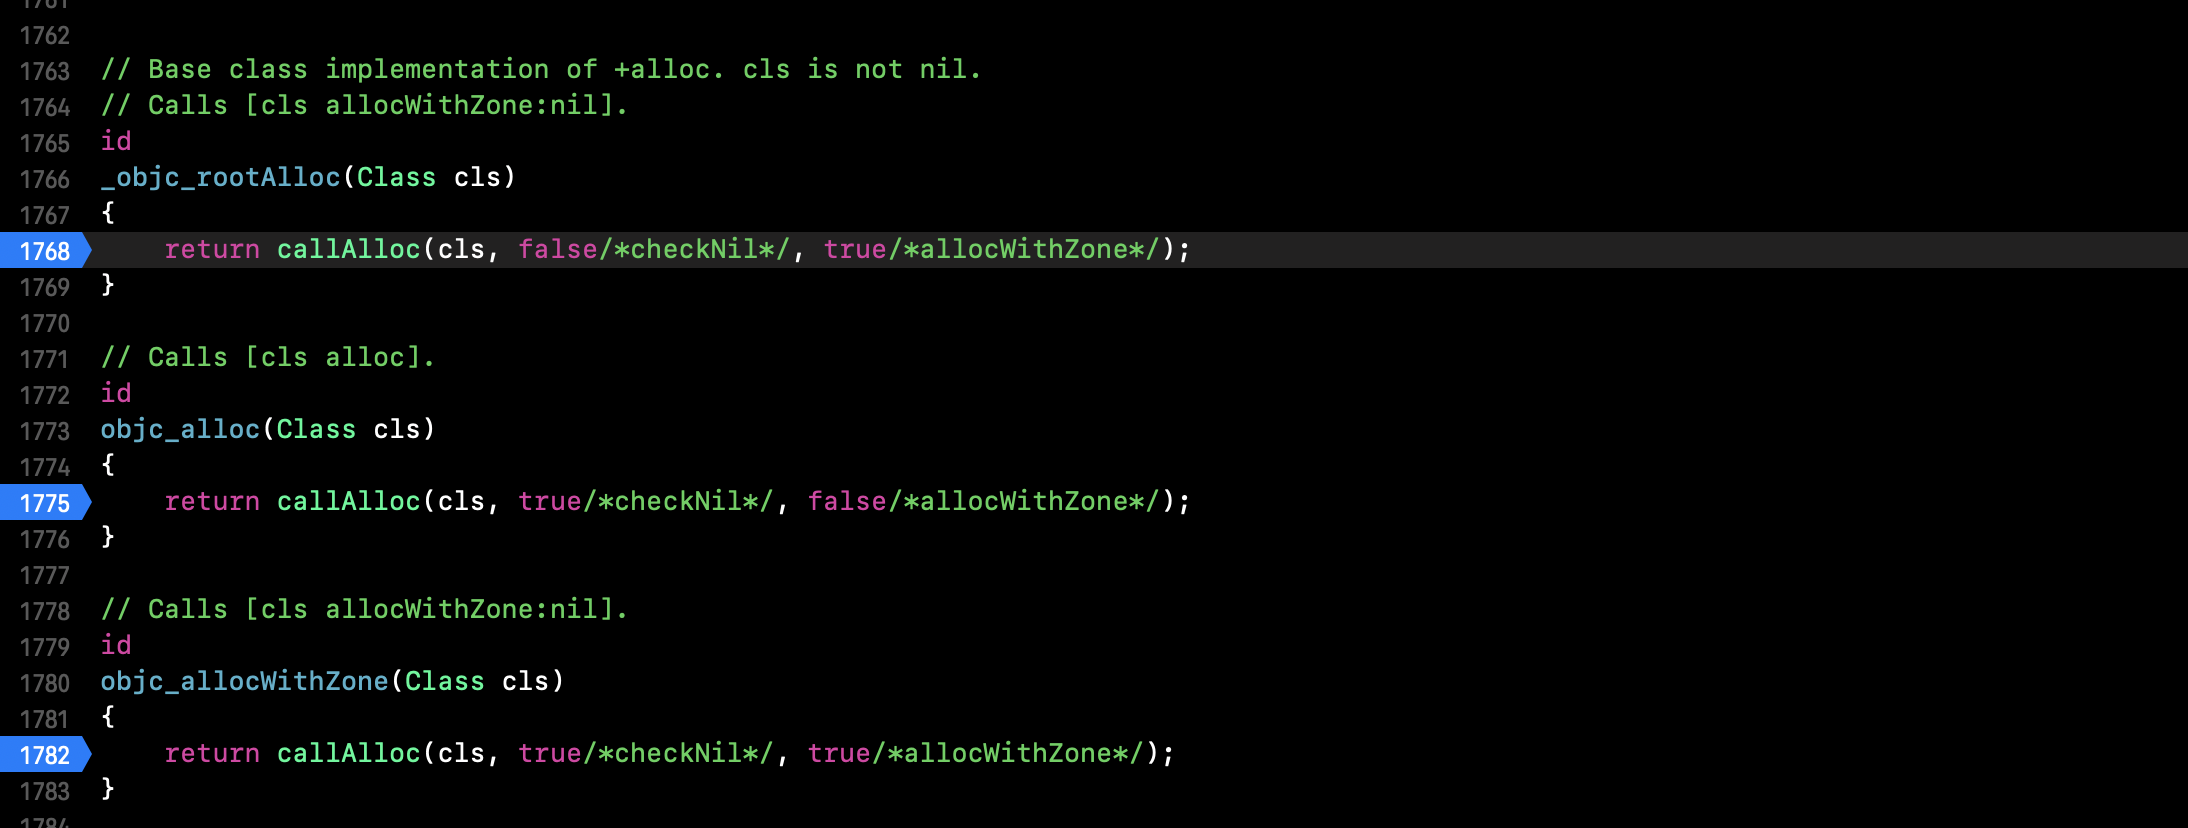 1761
1762
1763 // Base class implementation of +alloc. cls is not nil.
1764 // Calls [cls allocWithZone:nil].
1765 id
1766 _objc_rootAlloc(Class cls)
1767 {
1768     return callAlloc(cls, false/*checkNil*/, true/*allocWithZone*/);
1769 }
1770
1771 // Calls [cls alloc].
1772 id
1773 objc_alloc(Class cls)
1774 {
1775     return callAlloc(cls, true/*checkNil*/, false/*allocWithZone*/);
1776 }
1777
1778 // Calls [cls allocWithZone:nil].
1779 id
1780 objc_allocWithZone(Class cls)
1781 {
1782     return callAlloc(cls, true/*checkNil*/, true/*allocWithZone*/);
1783 }
1784